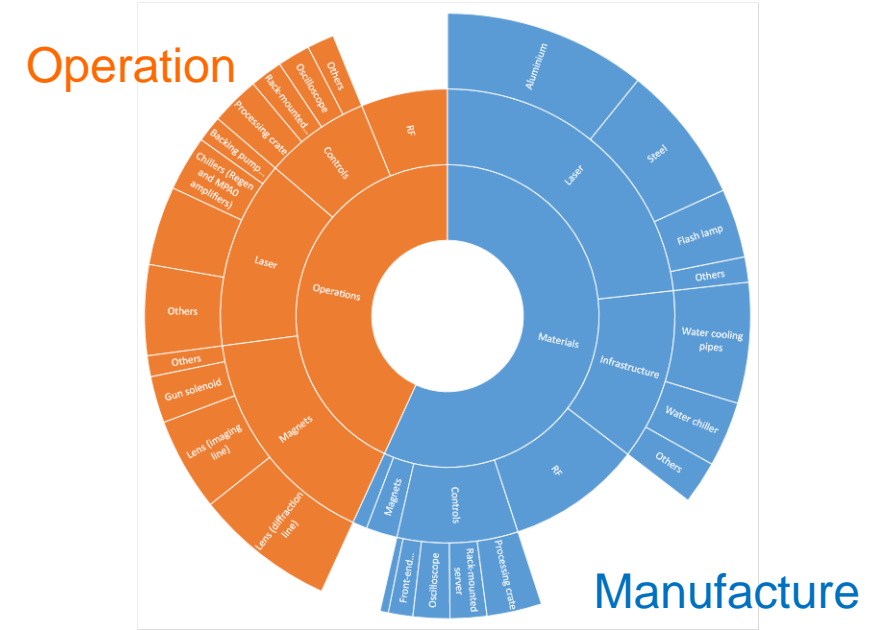 Operation
Others
Oscilloscope
Rack-mounted...
Processing crate
Backing pump...
Chillers (Regen
and MPA0
amplifiers)
Others
Others
Gun solenoid
Lens (imaging
line)
Lens (diffraction
line)
RF
Controls
Laser
Magnets
Operations
Aluminium
Steel
Flash lamp
Others
Water cooling
pipes
Water chiller
Others
Laser
Infrastructure
RF
Controls
Magnets
Materials
Processing crate
Rack-mounted
server
Oscilloscope
Front-end...
Manufacture